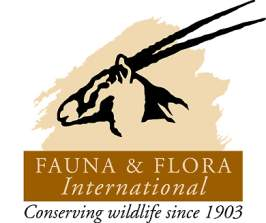 FAUNA & FLORA
International
Conserving wildlife since 1903